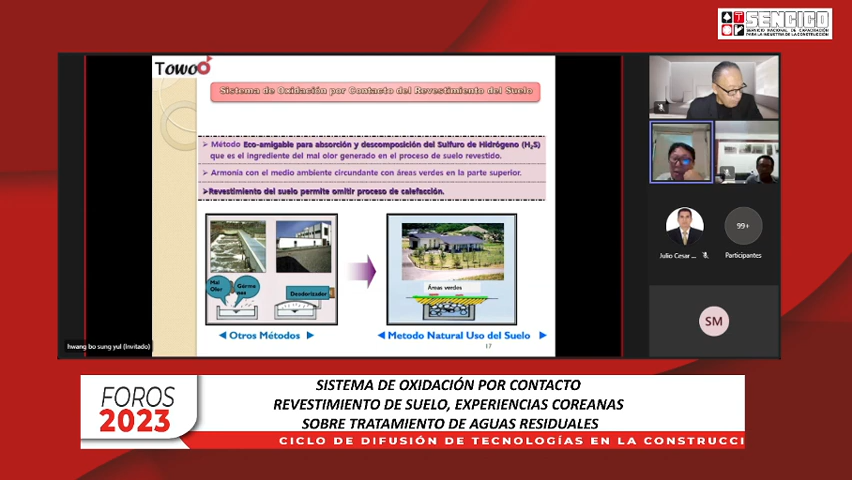 SENCICO
SERVICIO NACIONAL DE CAPACITACIÓN
PARA LA INDUSTRIA DE LA CONSTRUCCIÓN
Towoo
Sistema de Oxidación por Contacto del Revestimiento del Suelo
➢ Método Eco-amigable para absorción y descomposición del Sulfuro de Hidrógeno (H₂S)
que es el ingrediente del mal olor generado en el proceso de suelo revestido.
➢ Armonía con el medio ambiente circundante con áreas verdes en la parte superior.
➢Revestimiento del suelo permite omitir proceso de calefacción.
Mal
Olor
Gérme
nes
Deodorizador
Áreas verdes
◀ Otros Métodos ▶
◀ Metodo Natural Uso del Suelo ▶
17
hwang bo sung yul (Invitado)
Julio Cesar ...
99+
Participantes
SM
FOROS
2023
SISTEMA DE OXIDACIÓN POR CONTACTO
REVESTIMIENTO DE SUELO, EXPERIENCIAS COREANAS
SOBRE TRATAMIENTO DE AGUAS RESIDUALES
CICLO DE DIFUSIÓN DE TECNOLOGÍAS EN LA CONSTRUCCI